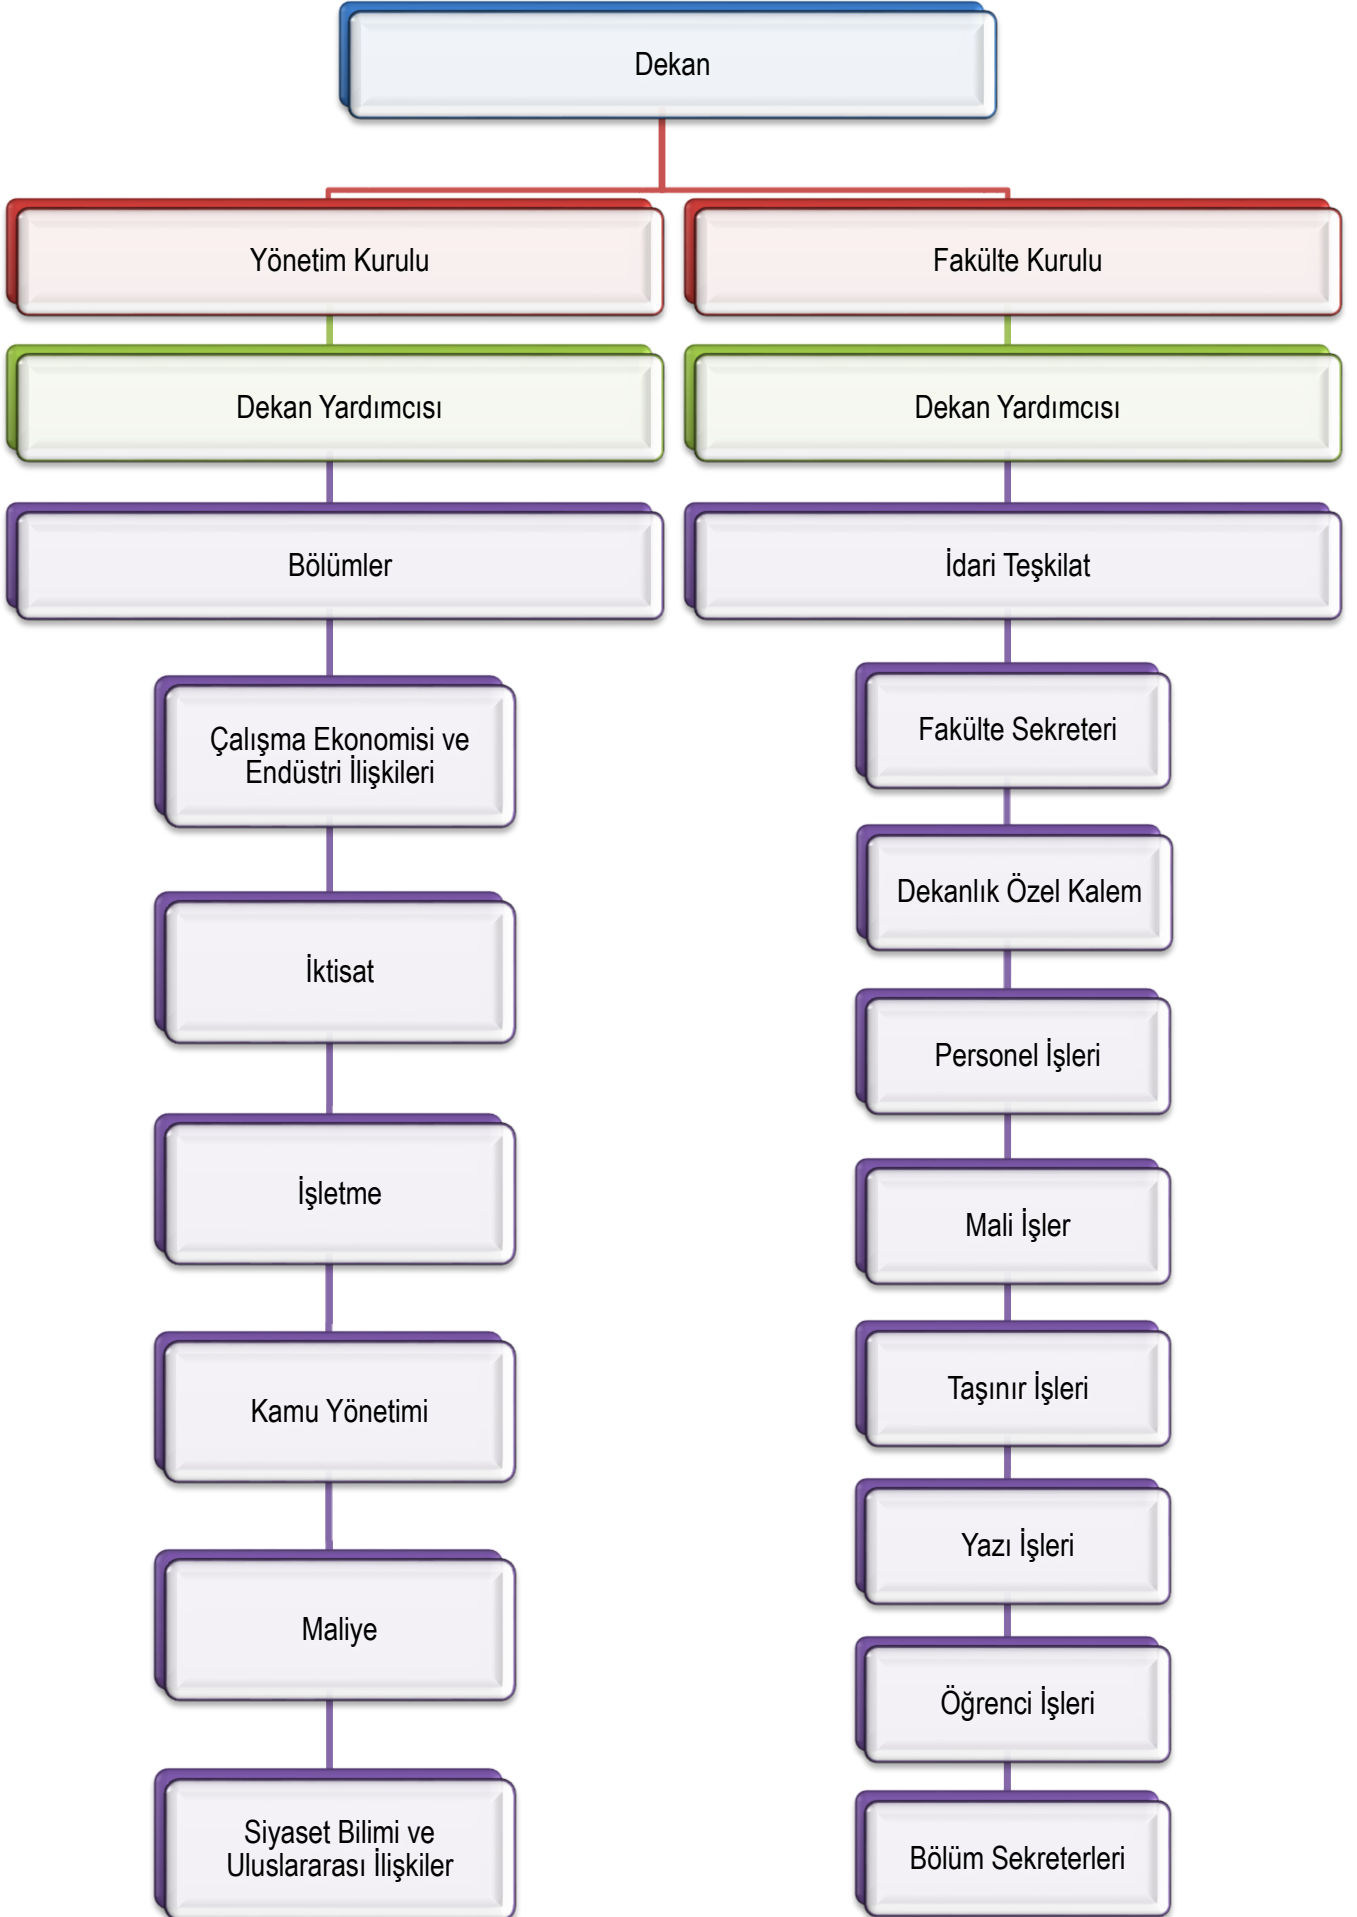 Dekan
Yönetim Kurulu
Fakülte Kurulu
Dekan Yardımcısı
Dekan Yardımcısı
Bölümler
İdari Teşkilat
Çalışma Ekonomisi ve
Endüstri İlişkileri
İktisat
İşletme
Kamu Yönetimi
Maliye
Siyaset Bilimi ve
Uluslararası İlişkiler
Fakülte Sekreteri
Dekanlık Özel Kalem
Personel İşleri
Mali İşler
Taşınır İşleri
Yazı İşleri
Öğrenci İşleri
Bölüm Sekreterleri